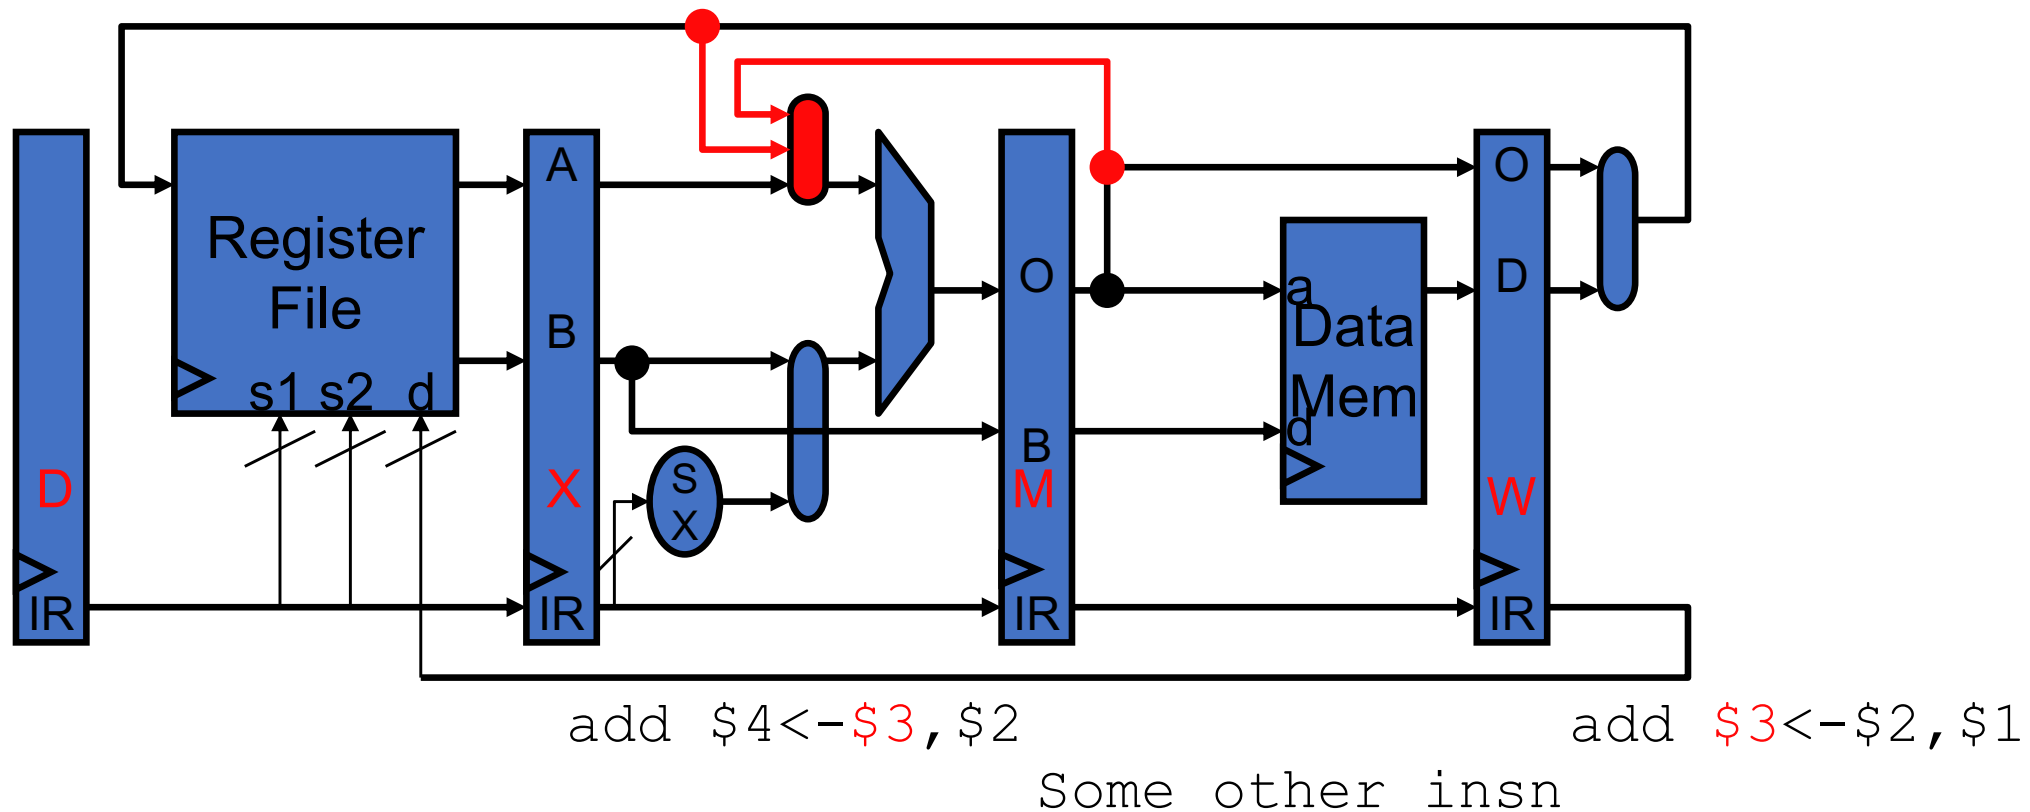 A
O
Register
File
O
D
B
a
Data
Mem
d
s1 s2 d
B
S
X
D
X
M
W
IR
IR
IR
IR
add $4<-$3,$2
add $3<-$2,$1
Some other insn